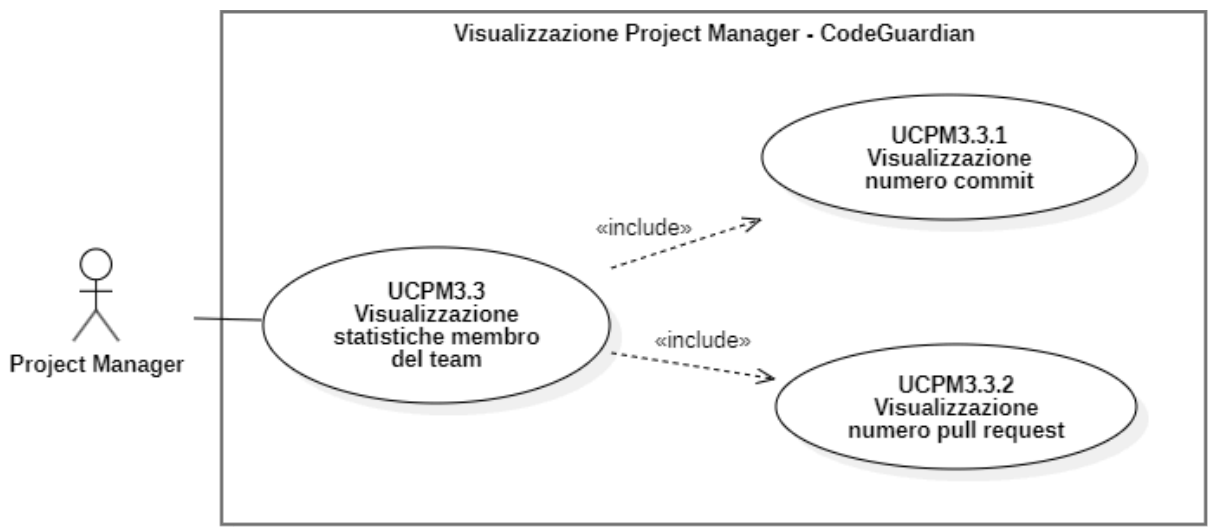 Visualizzazione Project Manager - CodeGuardian
UCPM3.3.1
Visualizzazione
numero commit
«include»
UCPM3.3
Visualizzazione
statistiche membro
del team
Project Manager
«include»
UCPM3.3.2
Visualizzazione
numero pull request